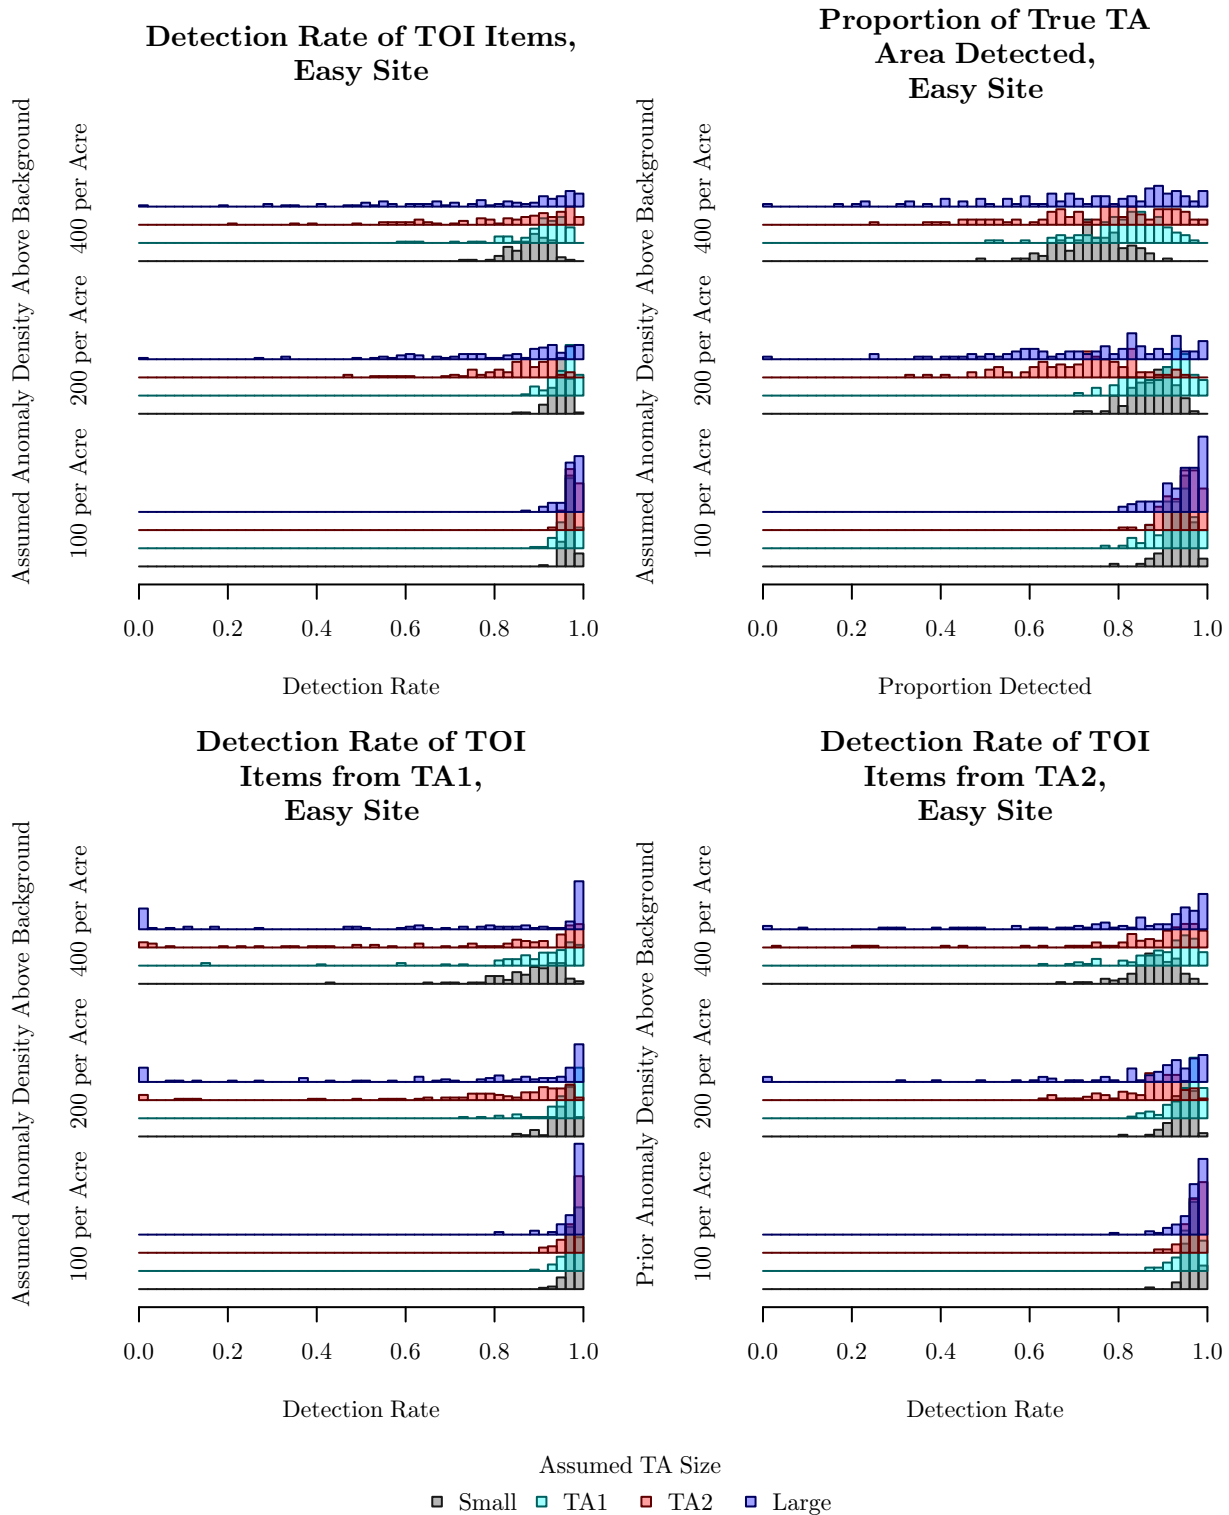 Detection Rate of TOI Items,
Easy Site
Assumed Anomaly Density Above Background
400 per Acre
200 per Acre
100 per Acre
0.0 0.2 0.4 0.6 0.8 1.0
Detection Rate
Proportion of True TA
Area Detected,
Easy Site
Assumed Anomaly Density Above Background
400 per Acre
200 per Acre
100 per Acre
0.0 0.2 0.4 0.6 0.8 1.0
Proportion Detected
Detection Rate of TOI
Items from TA1,
Easy Site
Assumed Anomaly Density Above Background
400 per Acre
200 per Acre
100 per Acre
0.0 0.2 0.4 0.6 0.8 1.0
Detection Rate
Detection Rate of TOI
Items from TA2,
Easy Site
Prior Anomaly Density Above Background
400 per Acre
200 per Acre
100 per Acre
0.0 0.2 0.4 0.6 0.8 1.0
Detection Rate
Assumed TA Size
Small TA1 TA2 Large